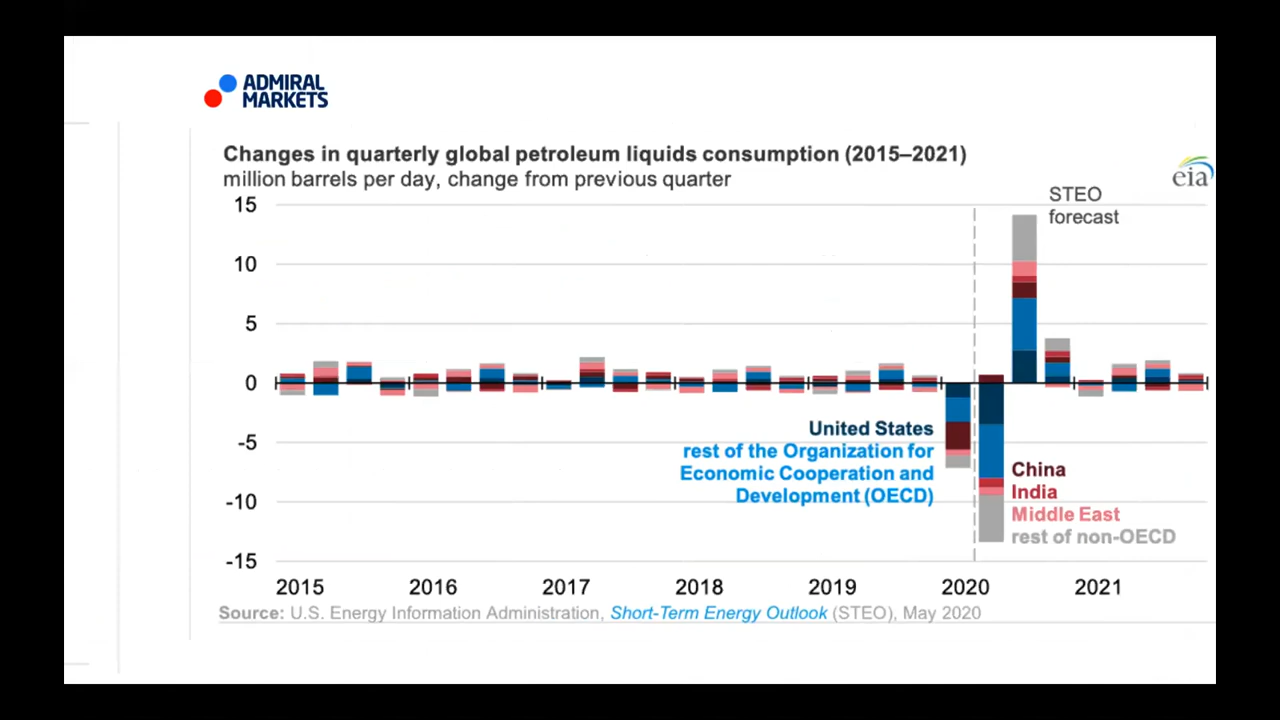 ADMIRAL
MARKETS
Changes in quarterly global petroleum liquids consumption (2015–2021)
million barrels per day, change from previous quarter
eia
STEO
forecast
15
10
5
0
-5
-10
-15
United States
rest of the Organization for
Economic Cooperation and
Development (OECD)
China
India
Middle East
rest of non-OECD
2015 2016 2017 2018 2019 2020 2021
Source: U.S. Energy Information Administration, Short-Term Energy Outlook (STEO), May 2020